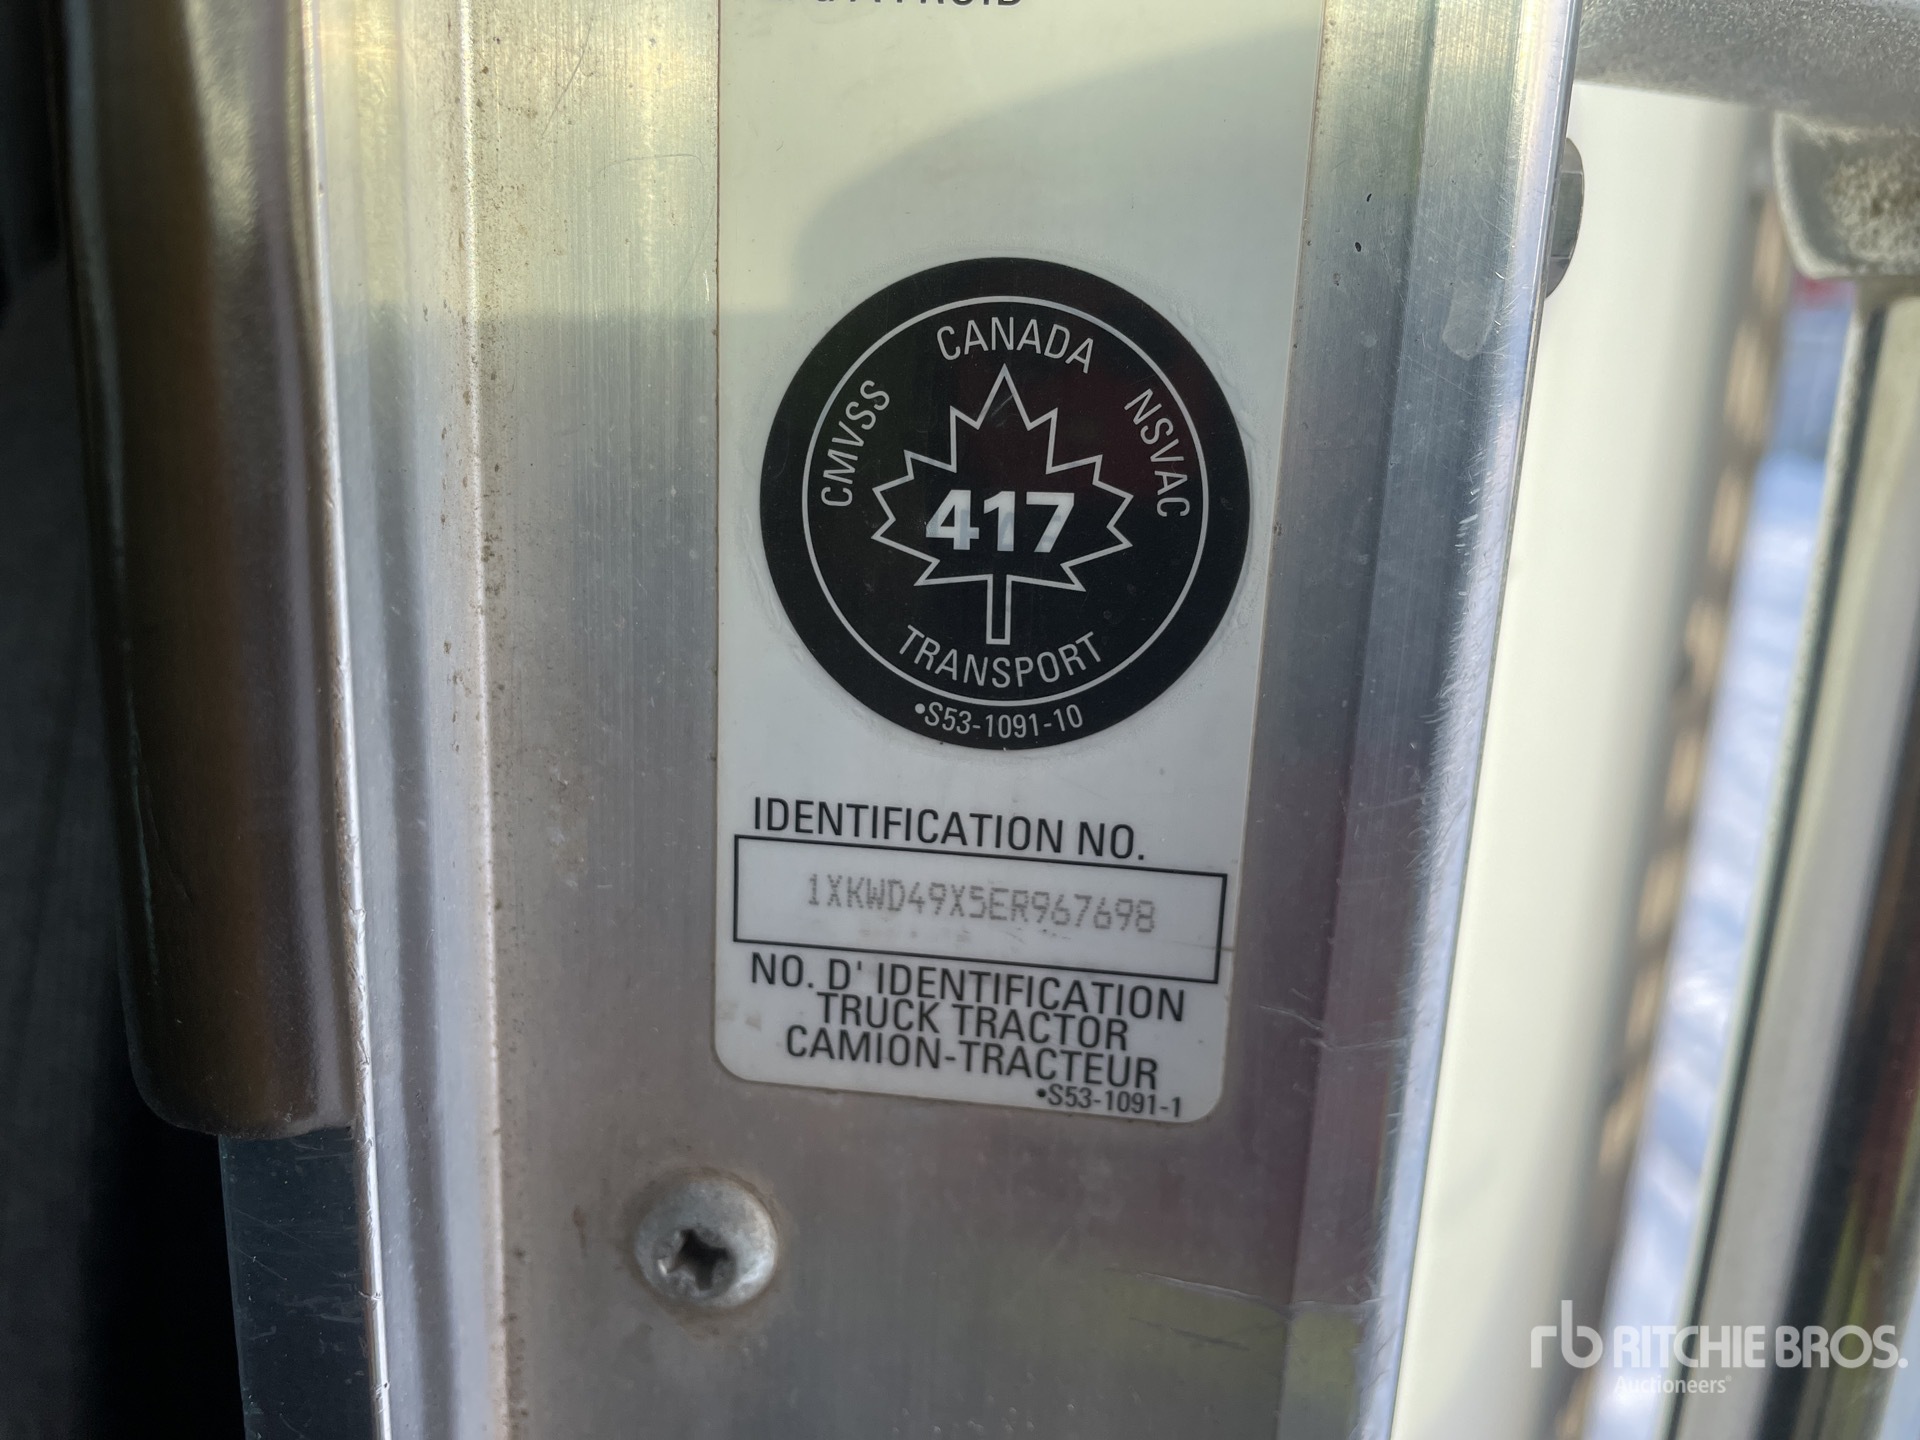 CANADA
CMVSS
NSVAC
417
TRANSPORT
•S53-1091-10
IDENTIFICATION NO.
1XKWD49X5ER967698
NO. D' IDENTIFICATION
TRUCK TRACTOR
CAMION-TRACTEUR
•S53-1091-1
rb RITCHIE BROS.
Auctioneers